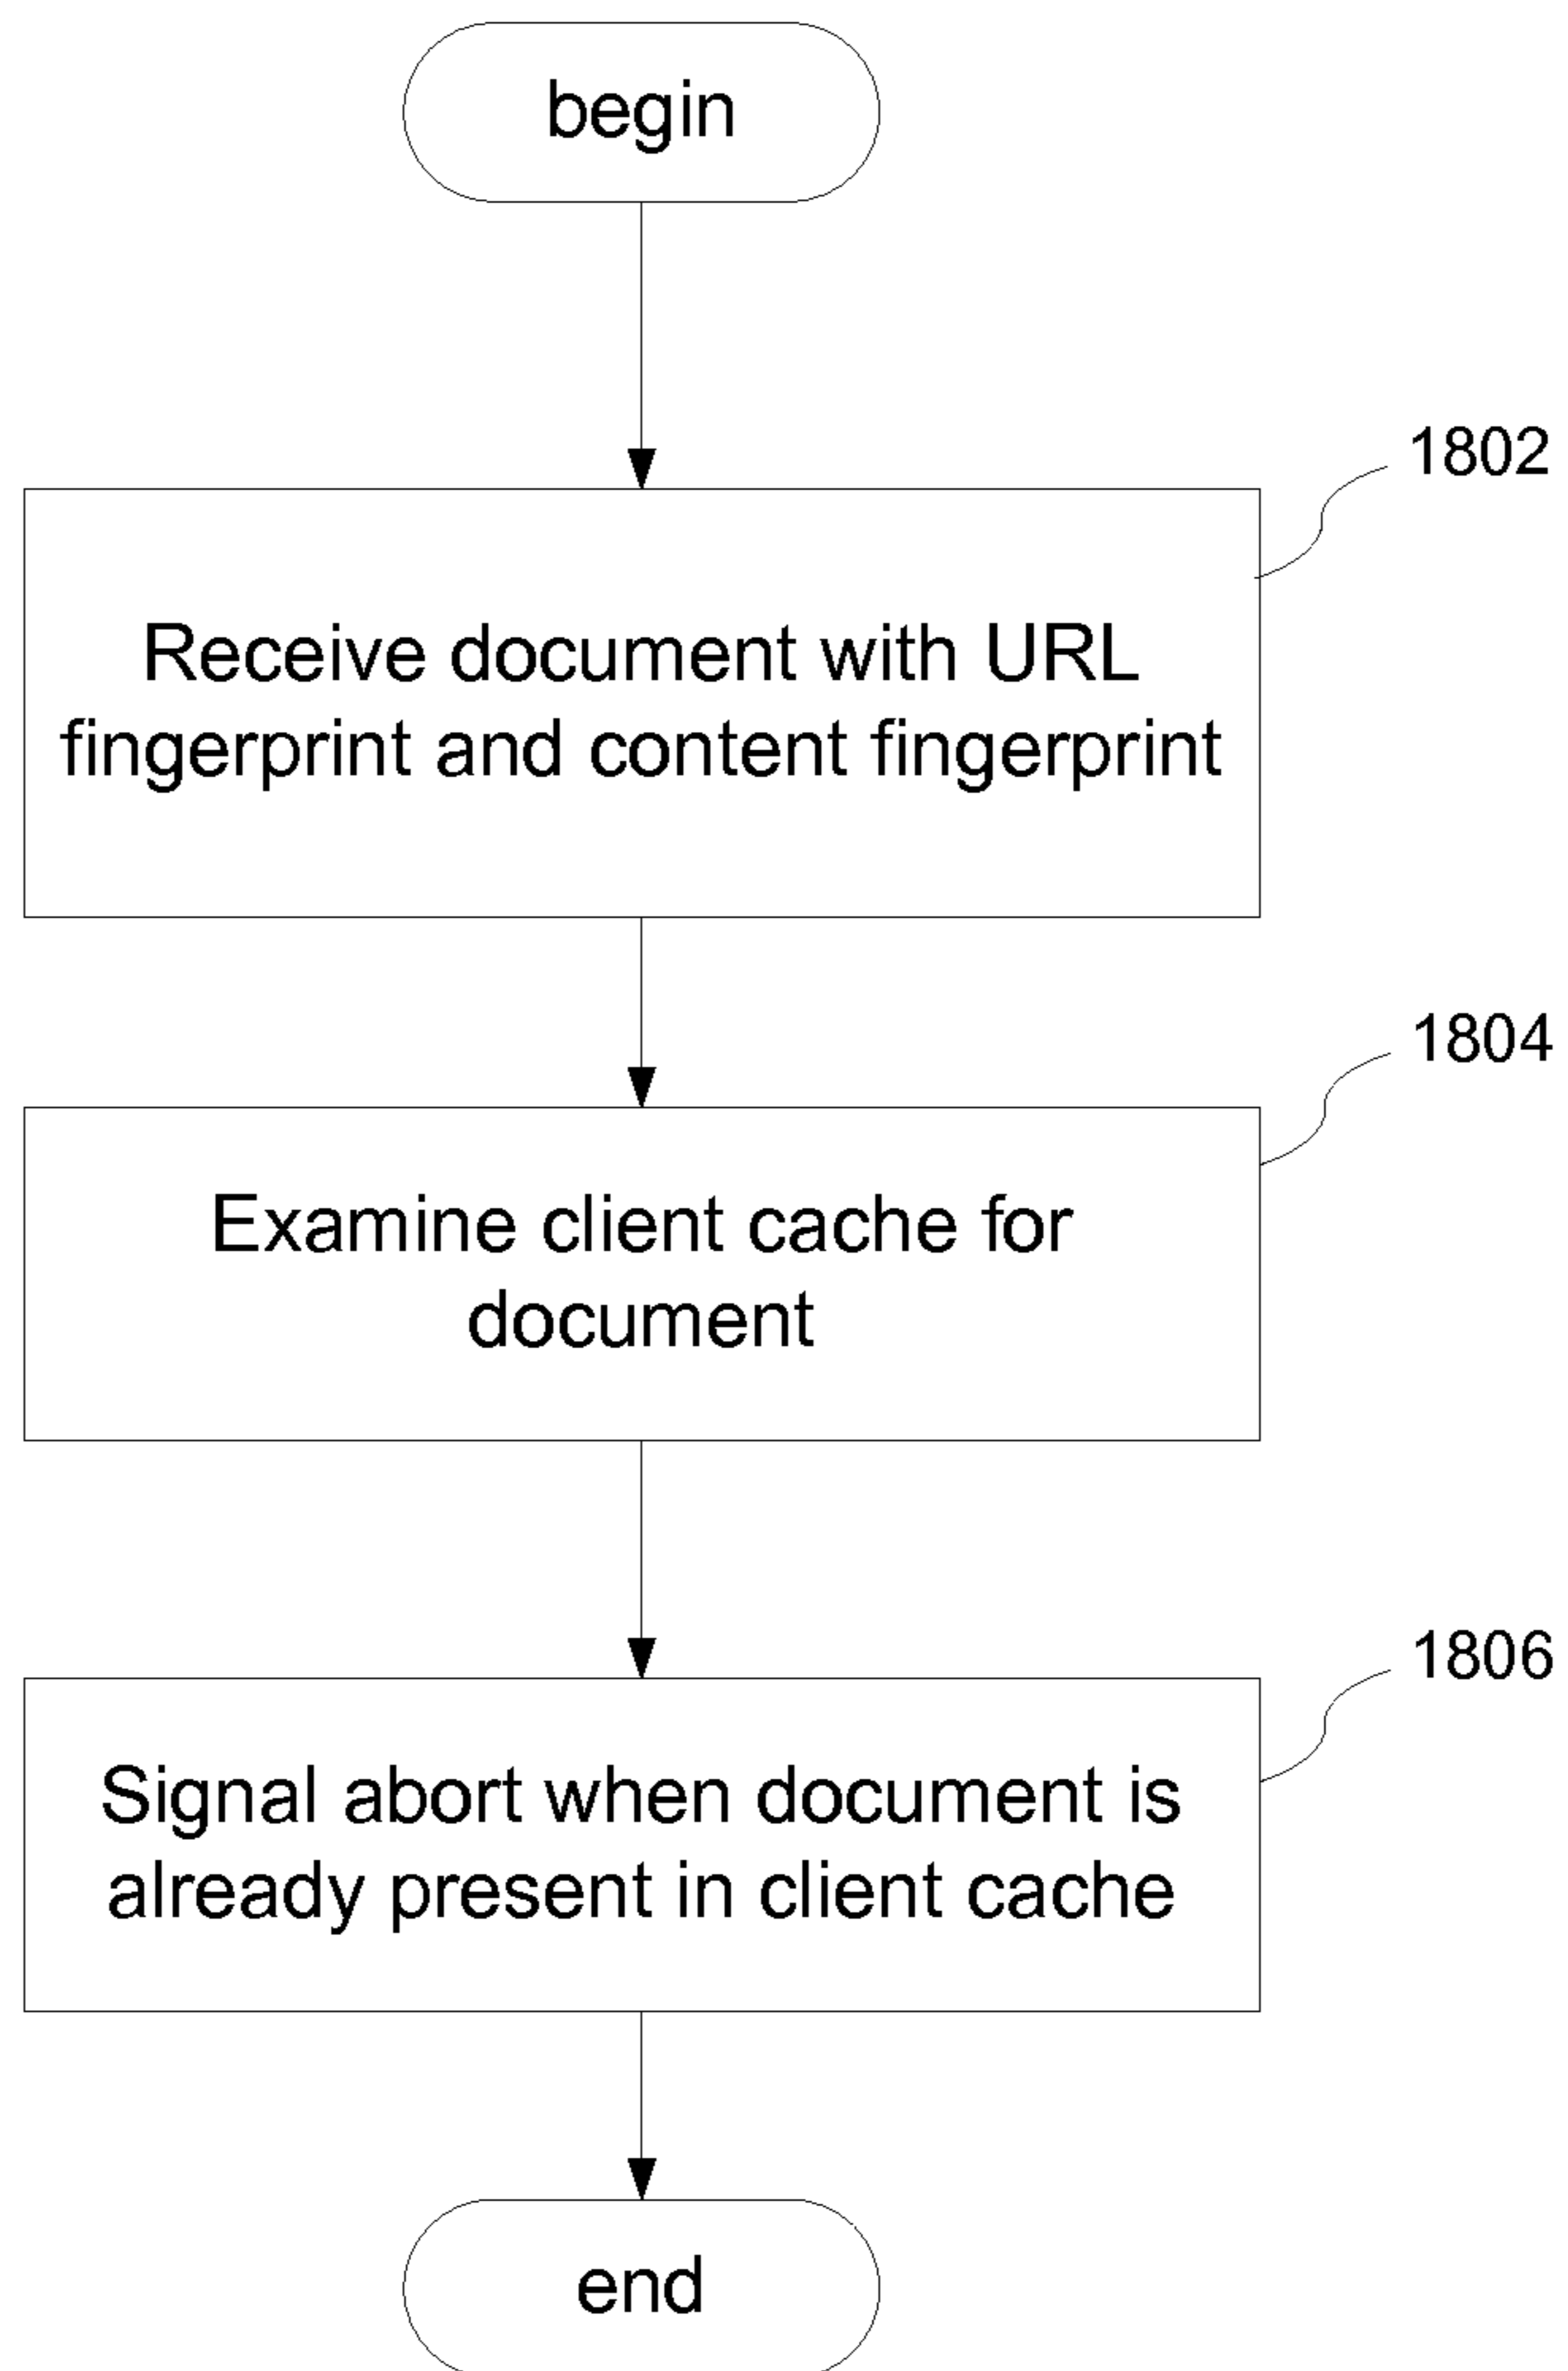 begin
1802
Receive document with URL
fingerprint and content fingerprint
1804
Examine client cache for
document
1806
Signal abort when document is
already present in client cache
end